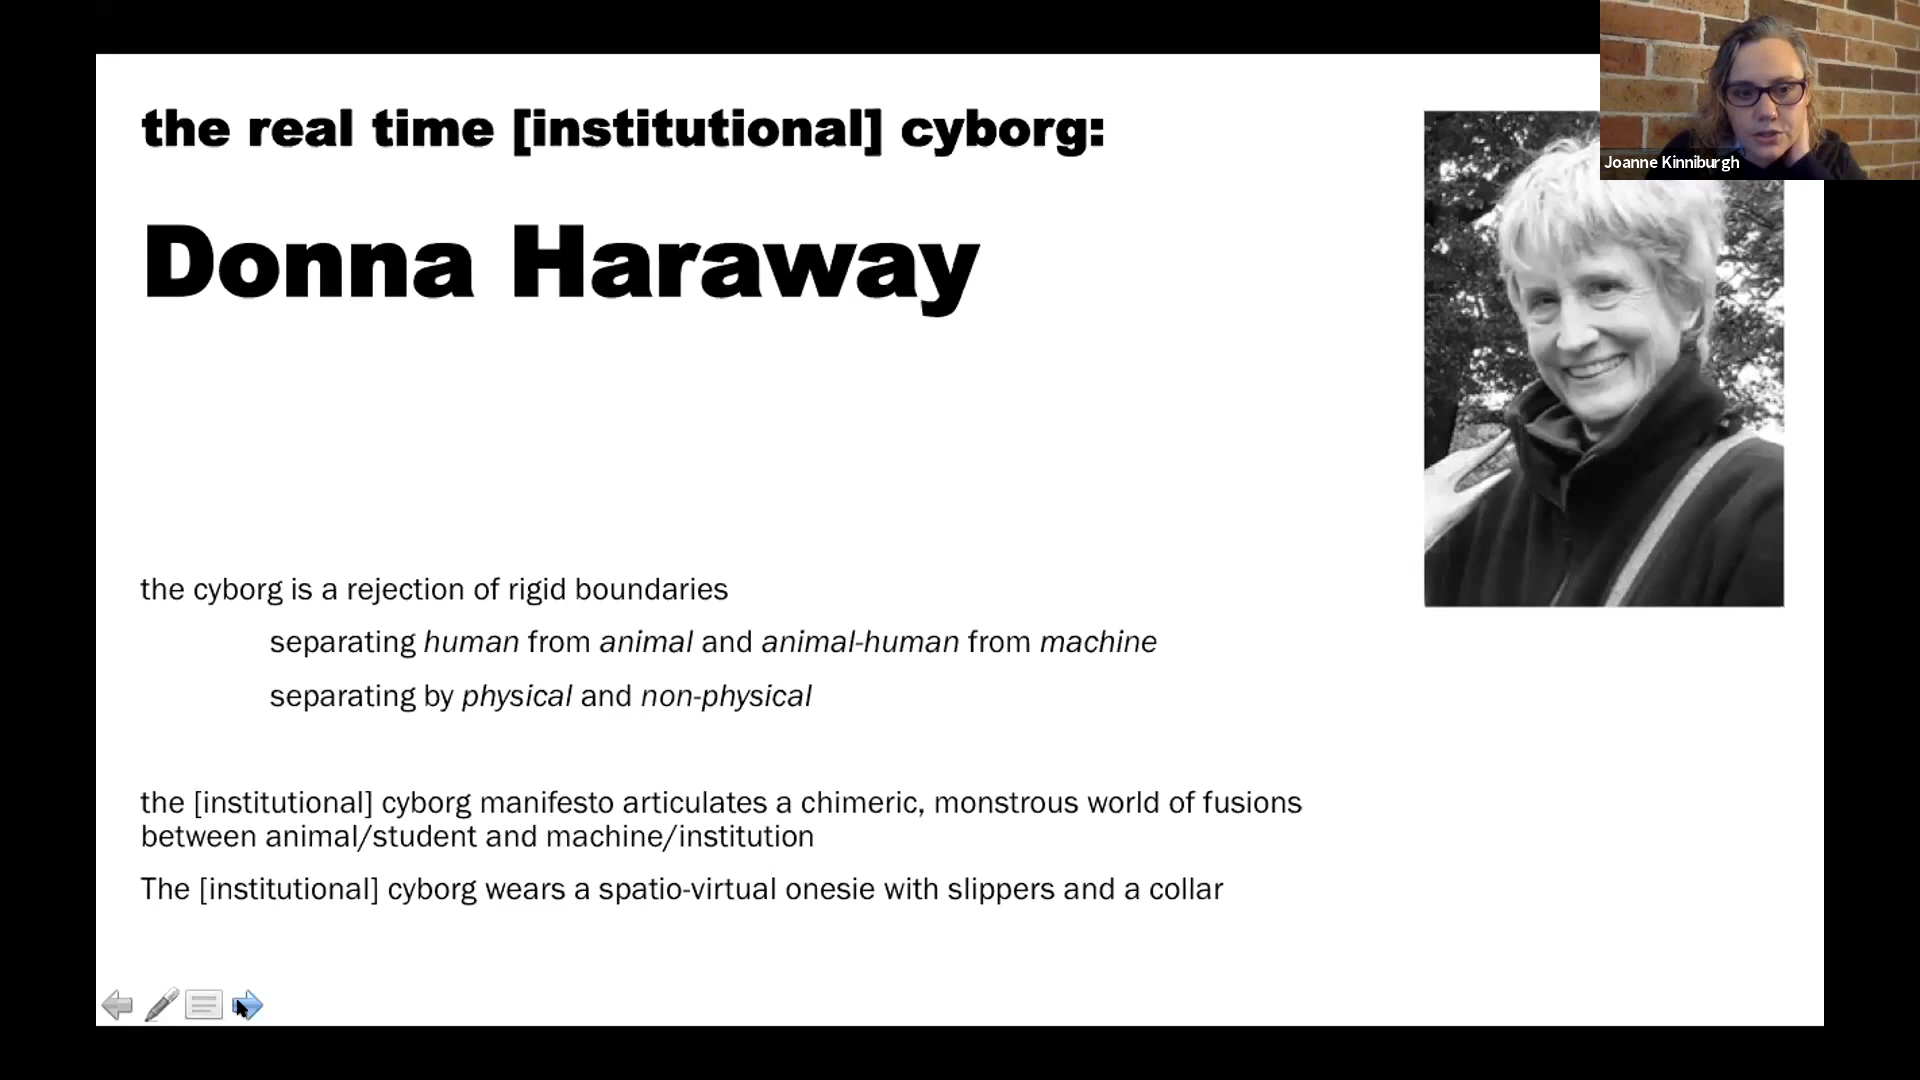 the real time [institutional] cyborg:
Donna Haraway
Joanne Kinniburgh
the cyborg is a rejection of rigid boundaries
separating human from animal and animal-human from machine
separating by physical and non-physical
the [institutional] cyborg manifesto articulates a chimeric, monstrous world of fusions
between animal/student and machine/institution
The [institutional] cyborg wears a spatio-virtual onesie with slippers and a collar